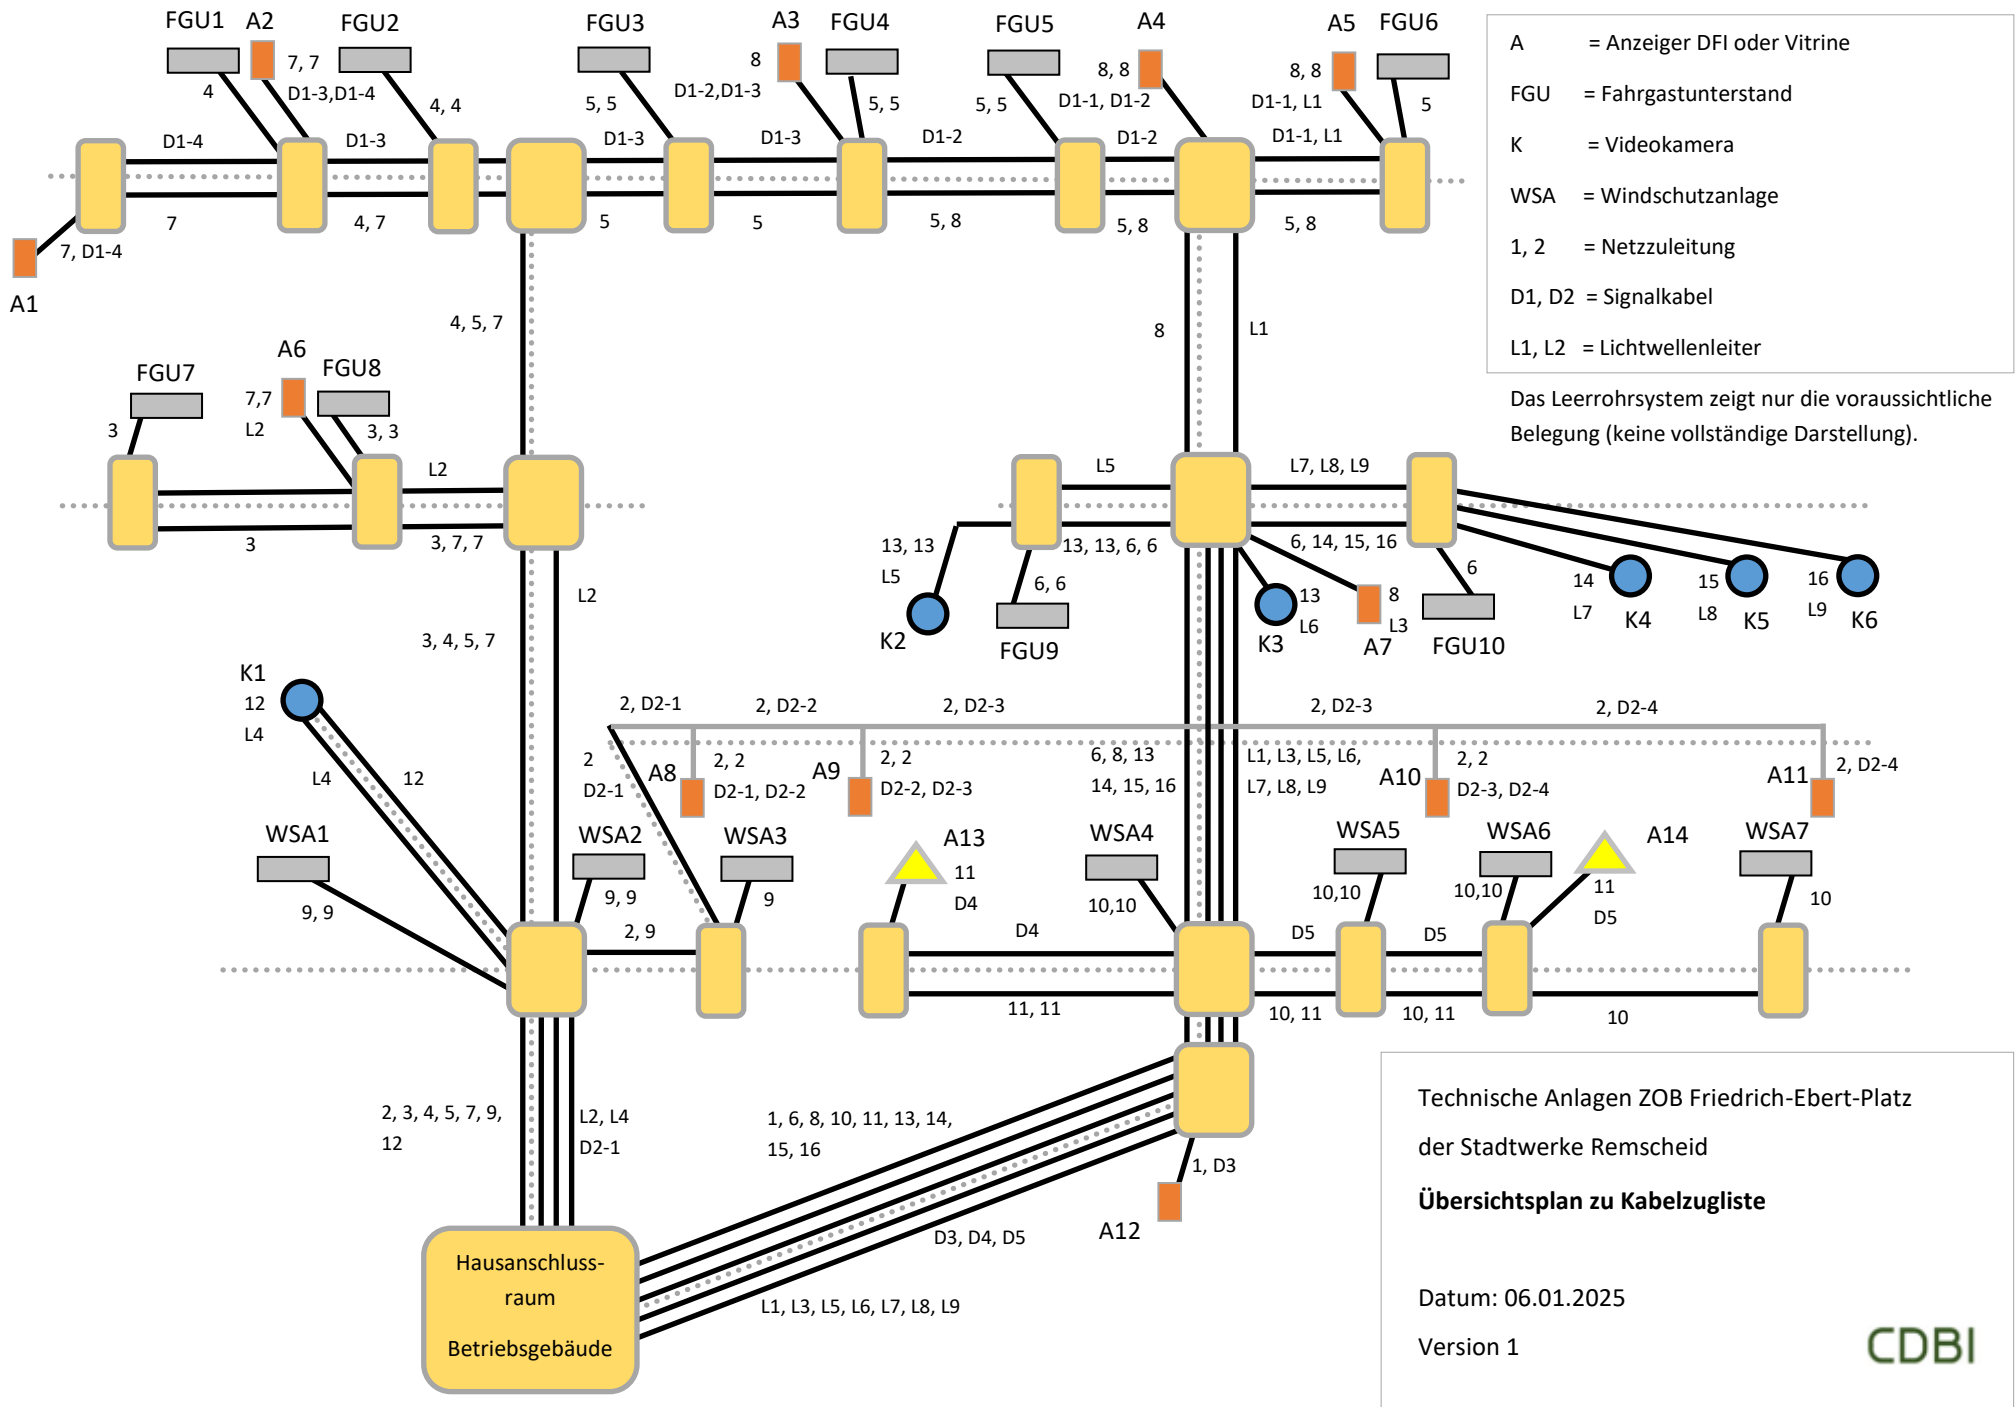 FGU1
A2
FGU2
FGU3
A3
FGU4
FGU5
A4
A5
FGU6
4
7, 7
D1-3,D1-4
4, 4
5, 5
8
D1-2,D1-3
5, 5
5, 5
8, 8
D1-1, D1-2
8, 8
D1-1, L1
5
D1-4
D1-3
D1-3
D1-3
D1-2
D1-2
D1-1, L1
7
4, 7
5
5
5, 8
5, 8
5, 8
7, D1-4
A1
A = Anzeiger DFI oder Vitrine
FGU = Fahrgastunterstand
K = Videokamera
WSA = Windschutzanlage
1, 2 = Netzzuleitung
D1, D2 = Signalkabel
L1, L2 = Lichtwellenleiter
Das Leerrohrsystem zeigt nur die voraussichtliche
Belegung (keine vollständige Darstellung).
4, 5, 7
8
L1
FGU7
A6
FGU8
3
7,7
L2
3, 3
L2
3
3, 7, 7
L5
L7, L8, L9
13, 13
L5
13, 13, 6, 6
6, 14, 15, 16
6, 6
K2
FGU9
13
L6
K3
8
L3
A7
6
FGU10
14
L7
K4
15
L8
K5
16
L9
K6
L2
3, 4, 5, 7
K1
12
L4
L4
12
2, D2-1
2, D2-2
2, D2-3
2, D2-3
2, D2-4
2
D2-1
A8
2, 2
D2-1, D2-2
A9
2, 2
D2-2, D2-3
6, 8, 13
14, 15, 16
L1, L3, L5, L6,
L7, L8, L9
A10
2, 2
D2-3, D2-4
A11
2, D2-4
WSA1
9, 9
WSA2
9, 9
WSA3
9
A13
11
D4
WSA4
10,10
WSA5
10,10
WSA6
10,10
A14
11
D5
WSA7
10
2, 9
D4
D5
D5
11, 11
10, 11
10, 11
10
2, 3, 4, 5, 7, 9,
12
L2, L4
D2-1
1, 6, 8, 10, 11, 13, 14,
15, 16
1, D3
A12
D3, D4, D5
L1, L3, L5, L6, L7, L8, L9
Hausanschluss-
raum
Betriebsgebäude
Technische Anlagen ZOB Friedrich-Ebert-Platz
der Stadtwerke Remscheid
Übersichtsplan zu Kabelzugliste
Datum: 06.01.2025
Version 1
CDBI